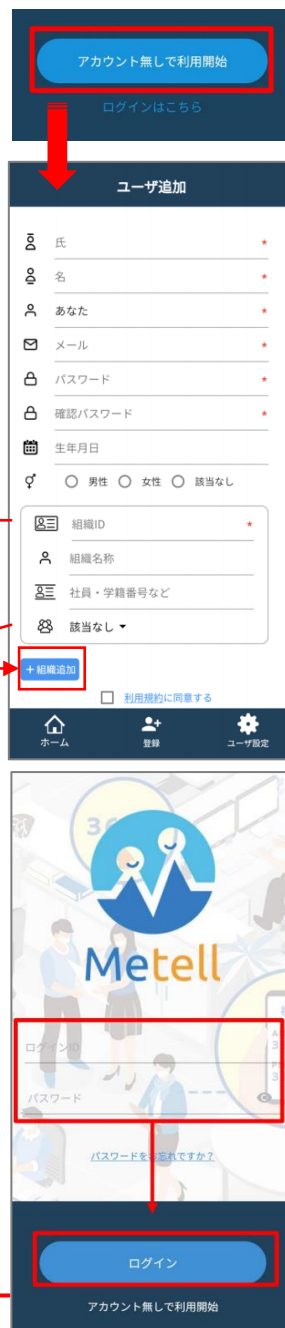 アカウント無しで利用開始
ログインはこちら
ユーザ追加
氏 *
名 *
あなた *
メール *
パスワード *
確認パスワード *
生年月日
男性 女性 該当なし
組織ID *
組織名称
社員・学籍番号など
該当なし
+組織追加
利用規約に同意する
ホーム 登録 ユーザ設定
36
Metell
ログインID
パスワード
パスワードをお忘れですか？
ログイン
アカウント無しで利用開始